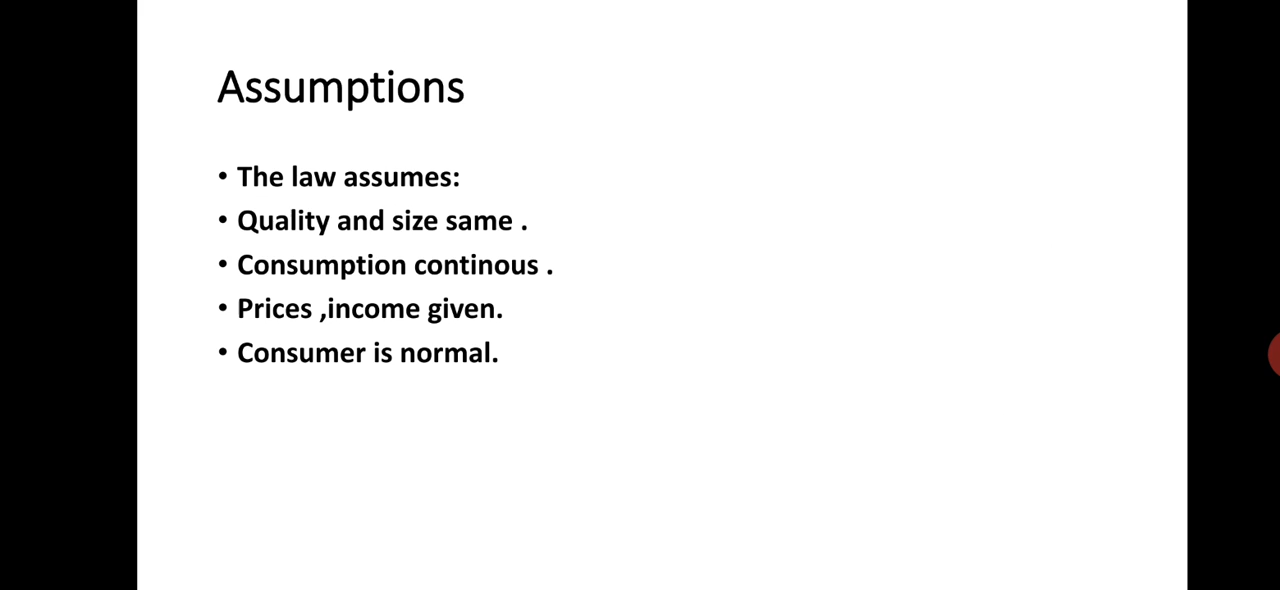 Assumptions
• The law assumes:
• Quality and size same .
• Consumption continous .
• Prices ,income given.
• Consumer is normal.